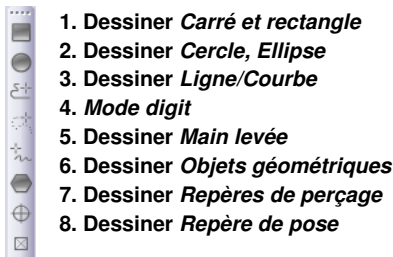 1. Dessiner Carré et rectangle
2. Dessiner Cercle, Ellipse
3. Dessiner Ligne/Courbe
4. Mode digit
5. Dessiner Main levée
6. Dessiner Objets géométriques
7. Dessiner Repères de perçage
8. Dessiner Repère de pose